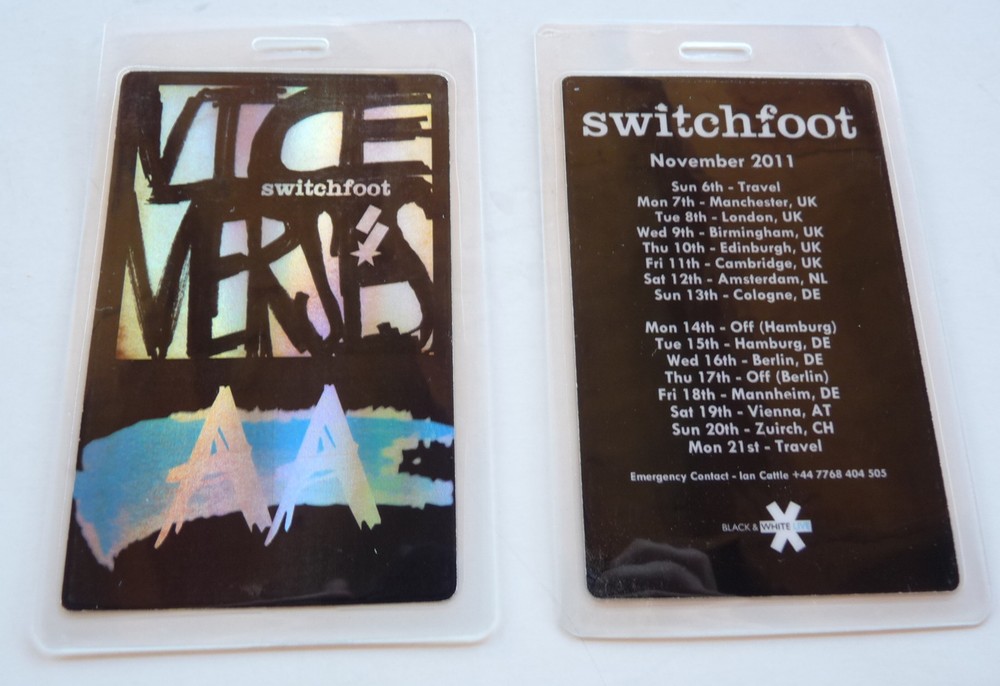 VICE
switchfoot
VERSES
AA
switchfoot
November 2011
Sun 6th - Travel
Mon 7th - Manchester, UK
Tue 8th - London, UK
Wed 9th - Birmingham, UK
Thu 10th - Edinburgh, UK
Fri 11th - Cambridge, UK
Sat 12th - Amsterdam, NL
Sun 13th - Cologne, DE
Mon 14th - Off (Hamburg)
Tue 15th - Hamburg, DE
Wed 16th - Berlin, DE
Thu 17th - Off (Berlin)
Fri 18th - Mannheim, DE
Sat 19th - Vienna, AT
Sun 20th - Zuirch, CH
Mon 21st - Travel
Emergency Contact - Ian Cattle +44 7768 404 505
BLACK & WHITE LIVE